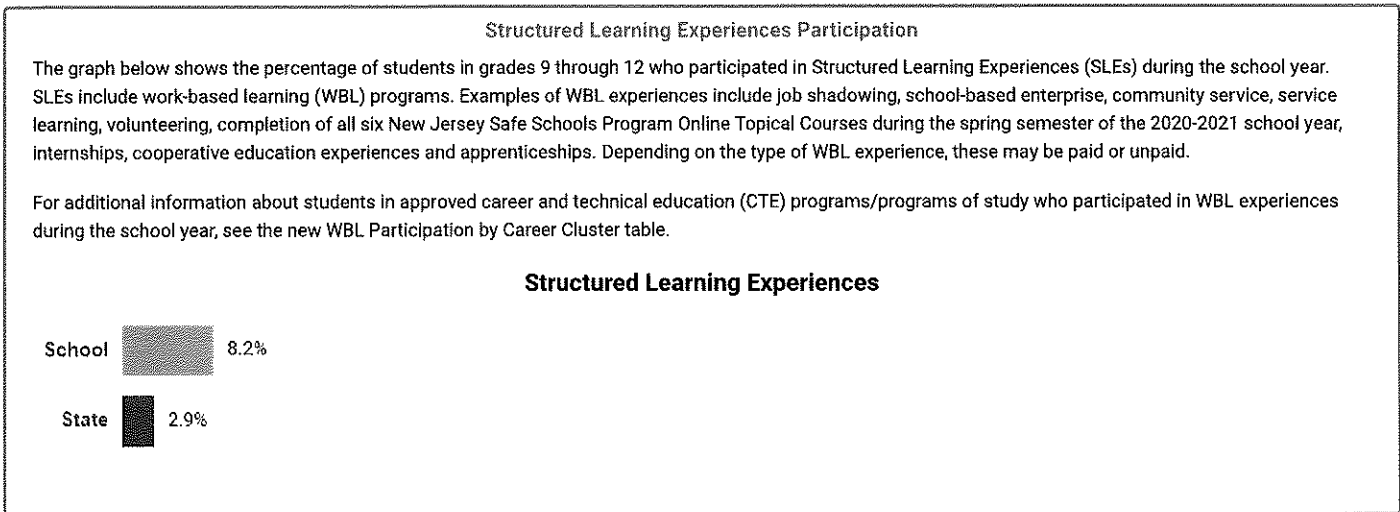 Structured Learning Experiences Participation
The graph below shows the percentage of students in grades 9 through 12 who participated in Structured Learning Experiences (SLEs) during the school year.
SLEs include work-based learning (WBL) programs. Examples of WBL experiences include job shadowing, school-based enterprise, community service, service
learning, volunteering, completion of all six New Jersey Safe Schools Program Online Topical Courses during the spring semester of the 2020-2021 school year,
internships, cooperative education experiences and apprenticeships. Depending on the type of WBL experience, these may be paid or unpaid.
For additional information about students in approved career and technical education (CTE) programs/programs of study who participated in WBL experiences
during the school year, see the new WBL Participation by Career Cluster table.
Structured Learning Experiences
School 8.2%
State 2.9%